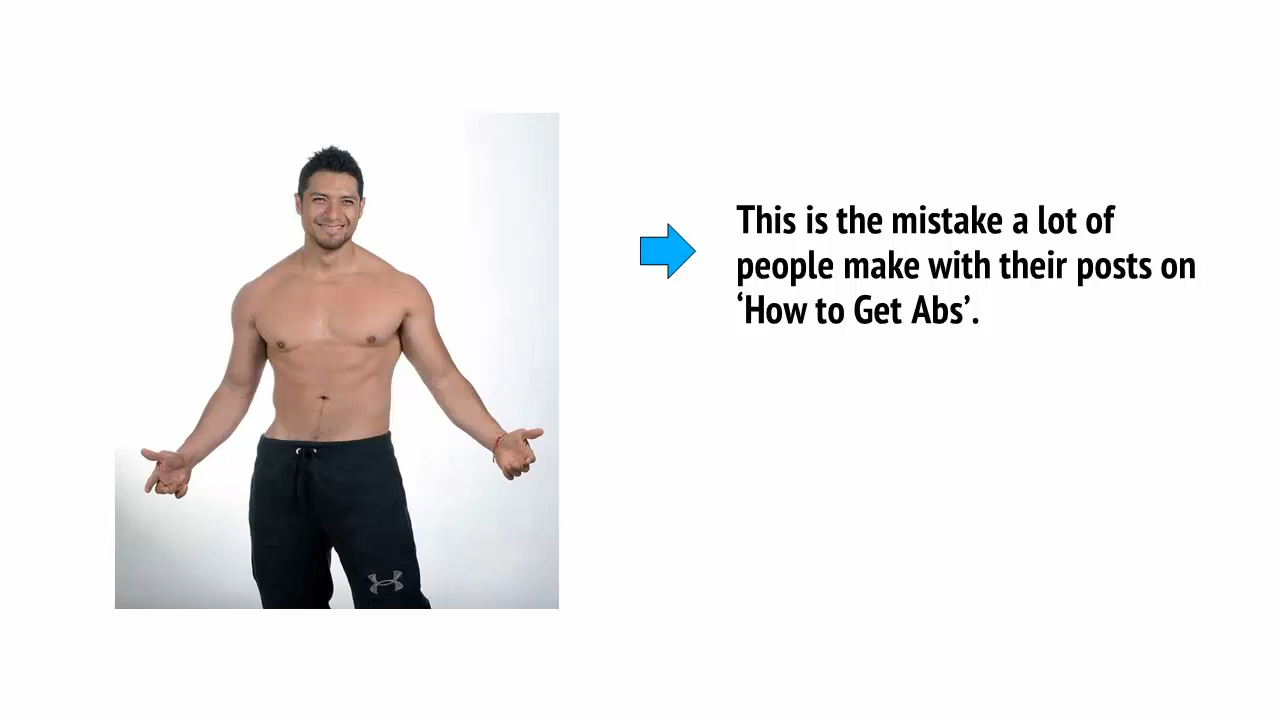 This is the mistake a lot of
people make with their posts on
‘How to Get Abs’.